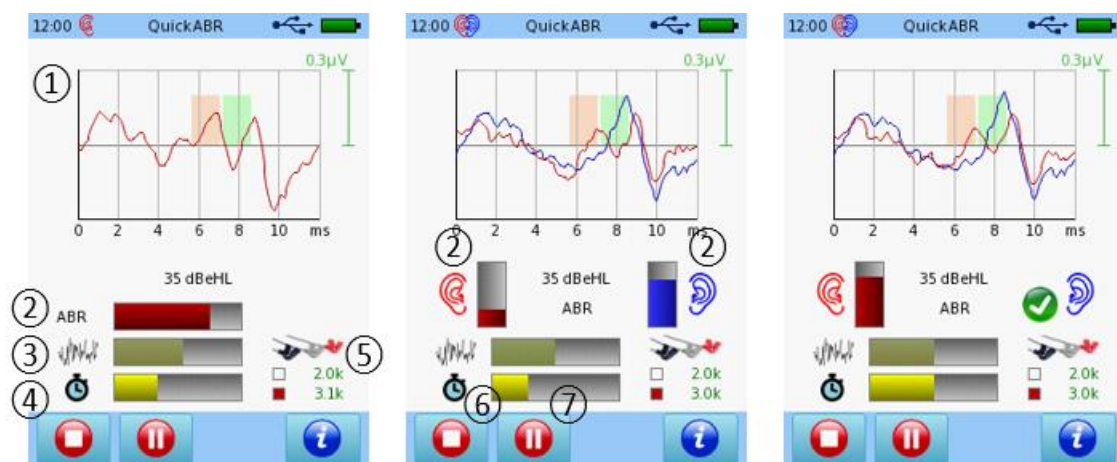 12:00 QuickABR
0.3µV
①
0 2 4 6 8 10 ms
35 dBeHL
② ABR
③ ⑤
2.0k
④ 3.1k
12:00 QuickABR
0.3µV
0 2 4 6 8 10 ms
② ②
35 dBeHL
ABR
2.0k
3.0k
⑥ ⑦
12:00 QuickABR
0.3µV
0 2 4 6 8 10 ms
35 dBeHL
ABR
2.0k
3.0k